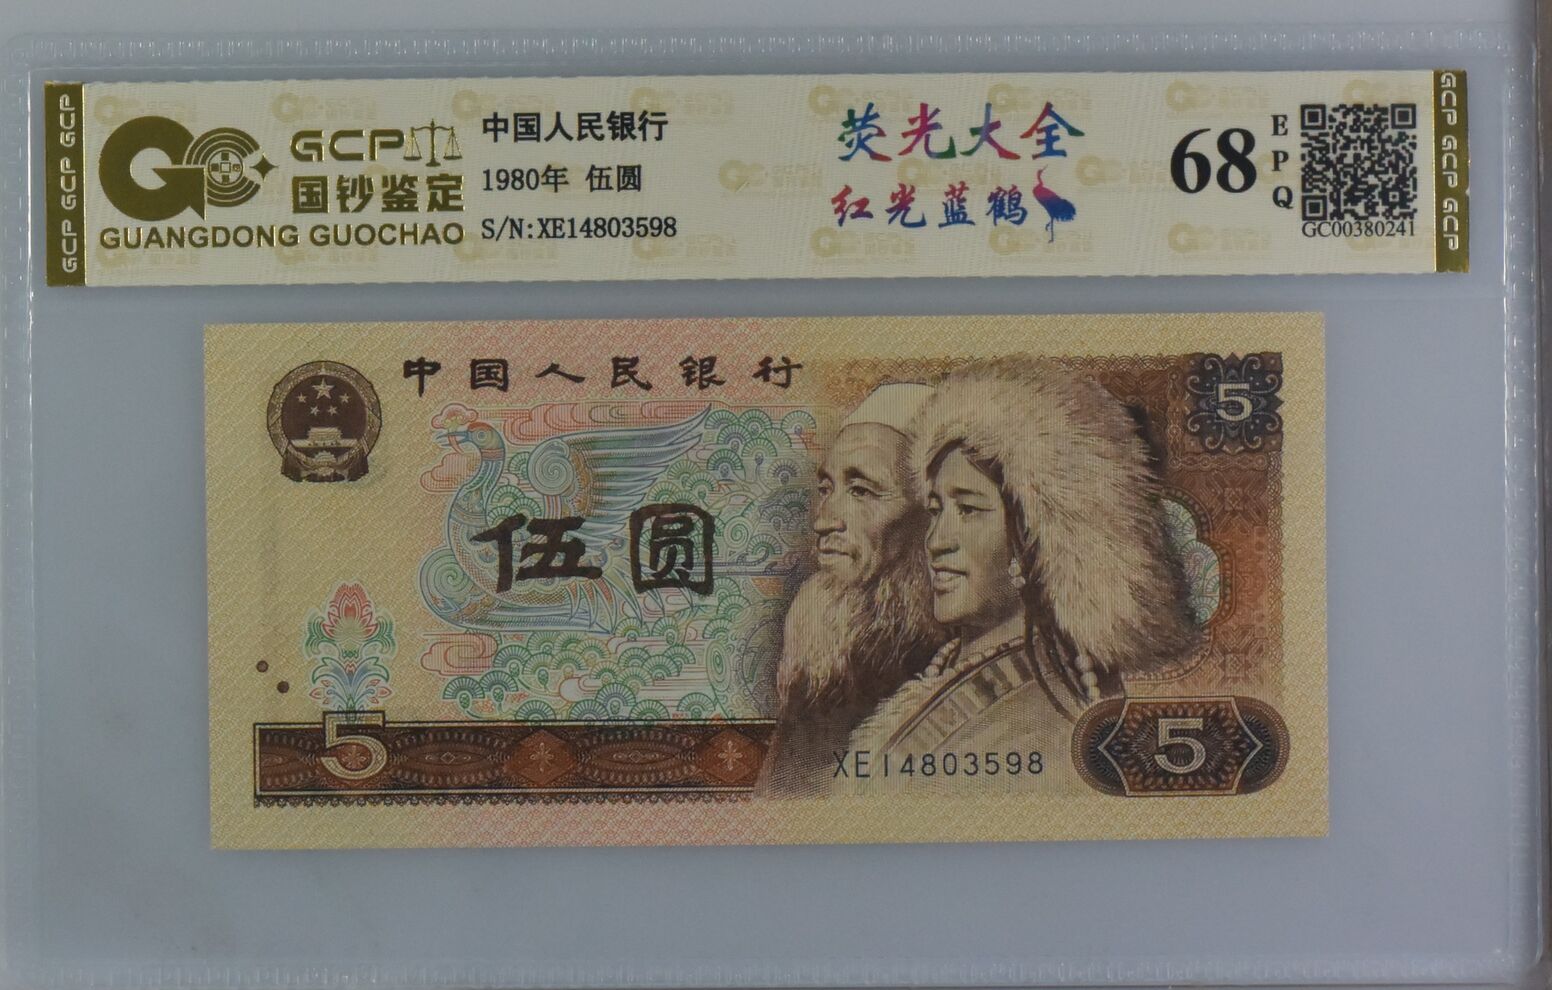 GCP GCP GCP
GCP
国钞鉴定
GUANGDONG GUOCHAO
中国人民银行
1980年 伍圆
S/N:XE14803598
荧光大全
红光蓝鹤
68
EPQ
GC00380241
GCP GCP GCP
中国人民银行
5
伍圆
5
XE14803598
5